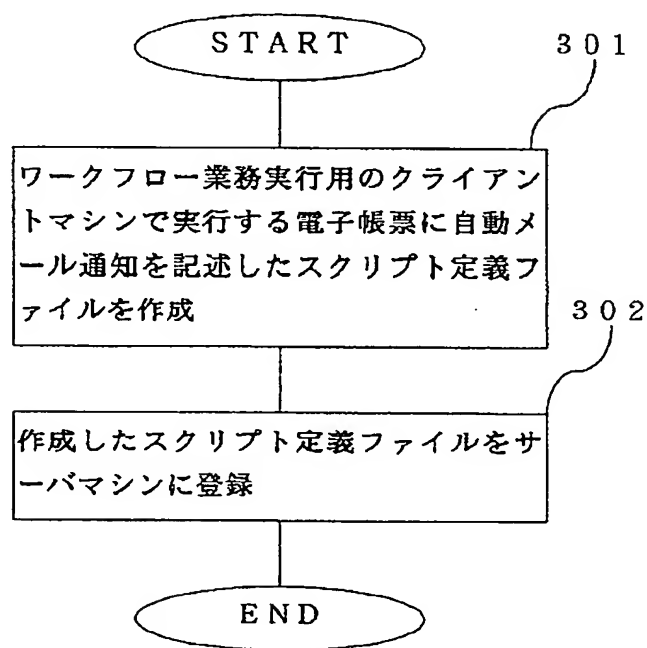 START
301
ワークフロー業務実行用のクライアン
トマシンで実行する電子帳票に自動メ
ール通知を記述したスクリプト定義フ
ァイルを作成
302
作成したスクリプト定義ファイルをサ
ーバマシンに登録
END